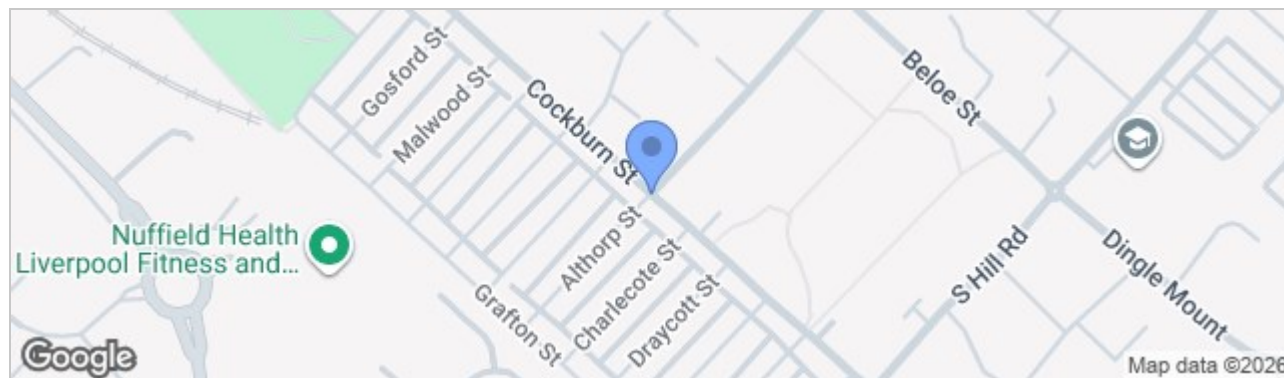 Gosford St
Malwood St
Cockburn St
Beloe St
Nuffield Health
Liverpool Fitness and...
Althorp St
Charlecote St
Draycott St
Grafton St
S Hill Rd
Dingle Mount
Google
Map data ©2026